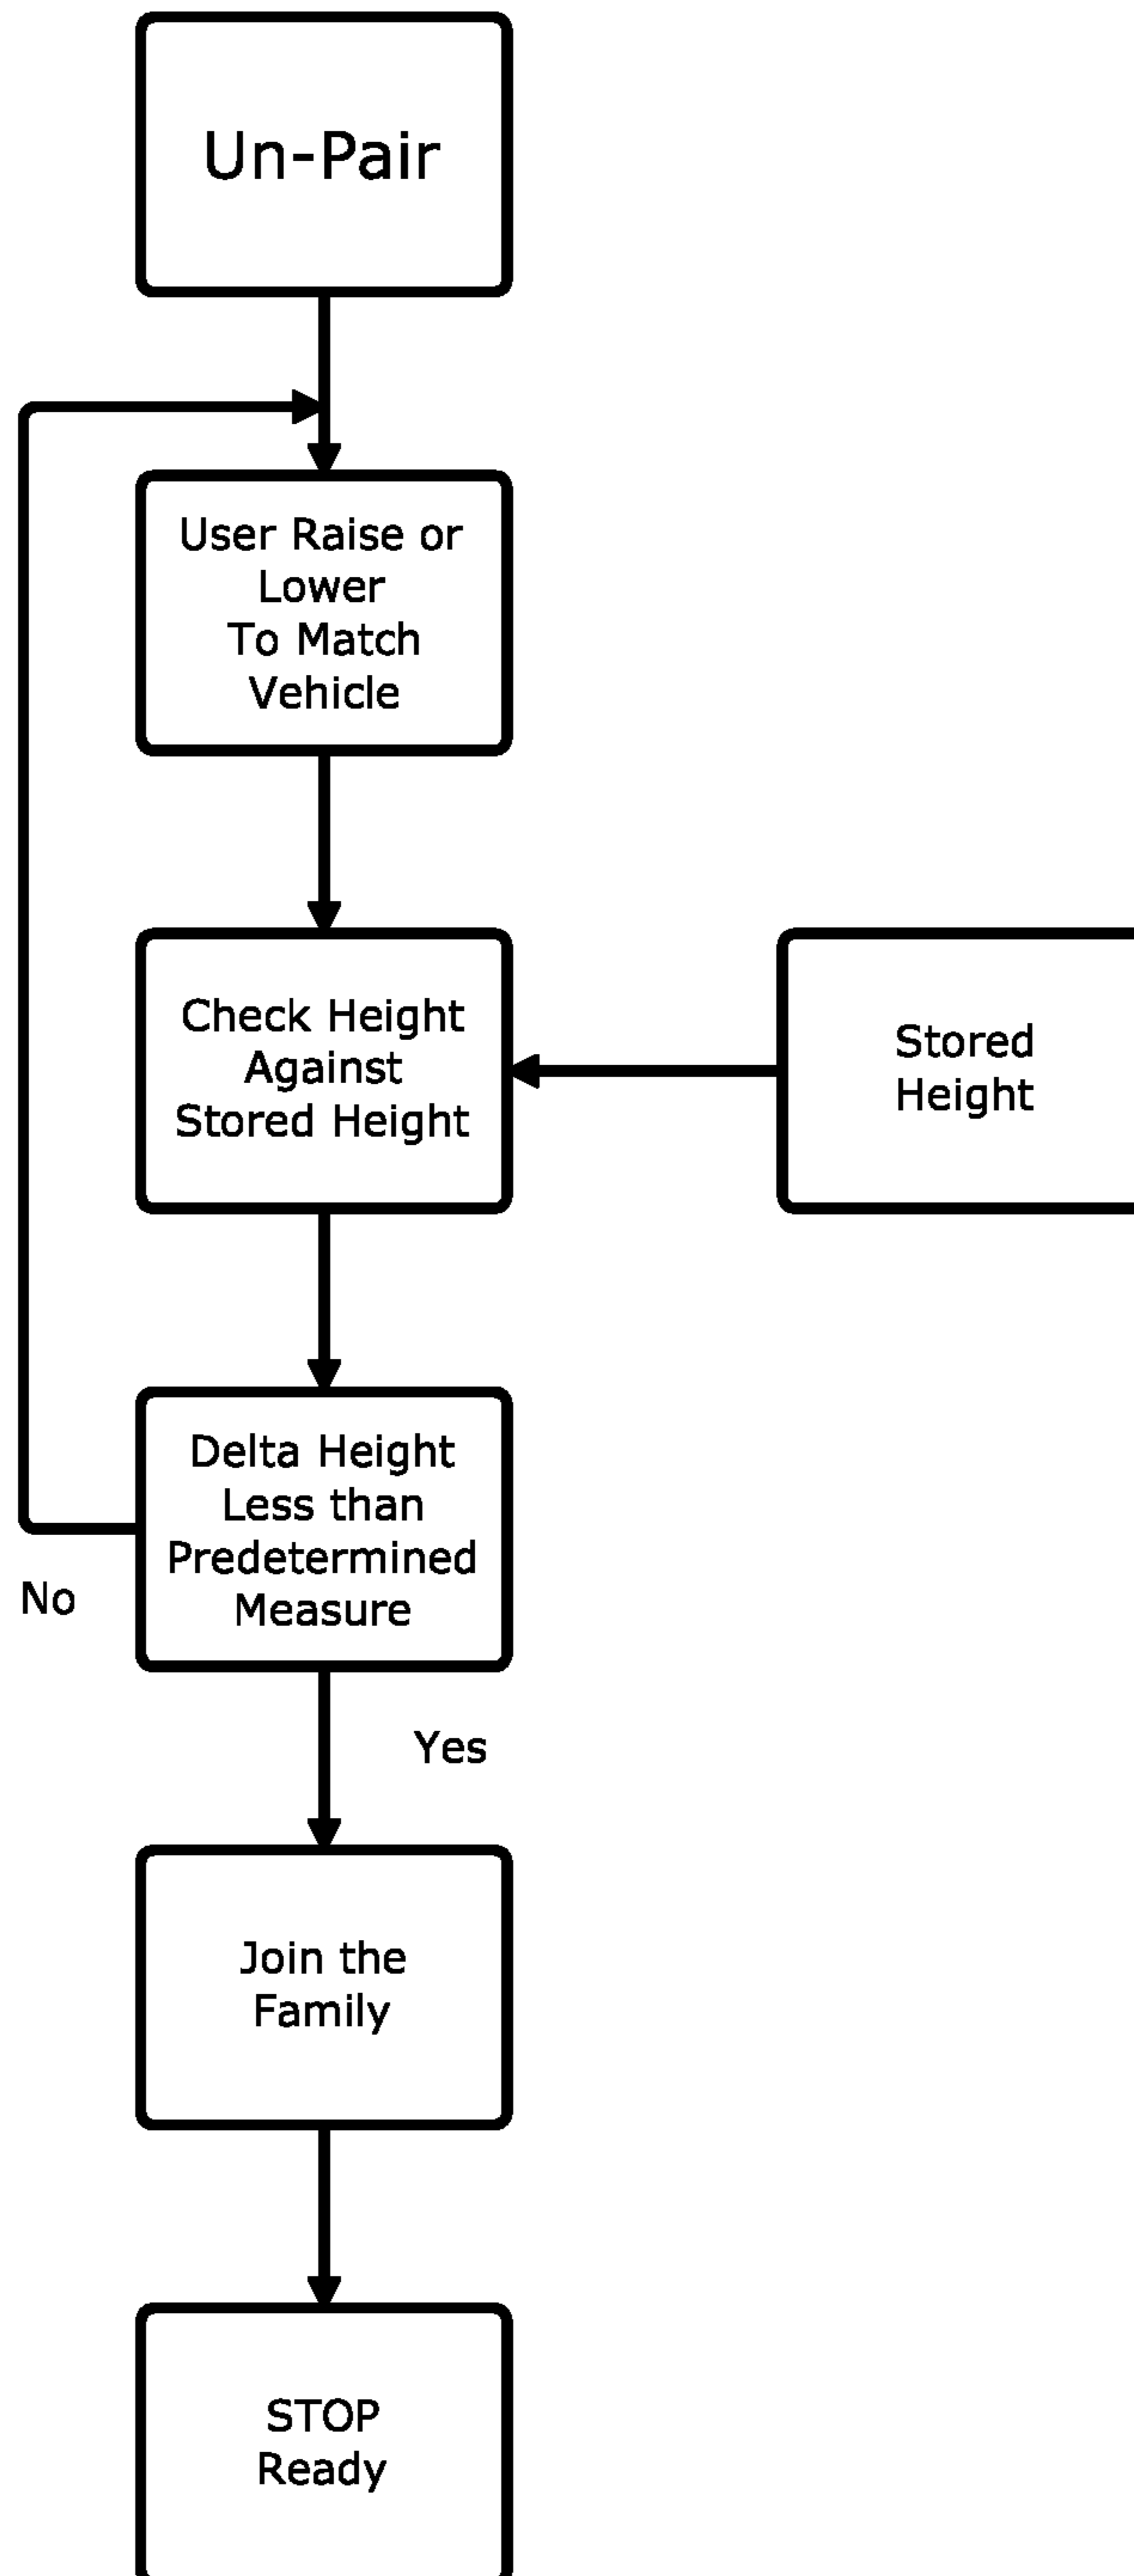 Un-Pair
User Raise or
Lower
To Match
Vehicle
Check Height
Against
Stored Height
Stored
Height
Delta Height
Less than
Predetermined
Measure
No
Yes
Join the
Family
STOP
Ready